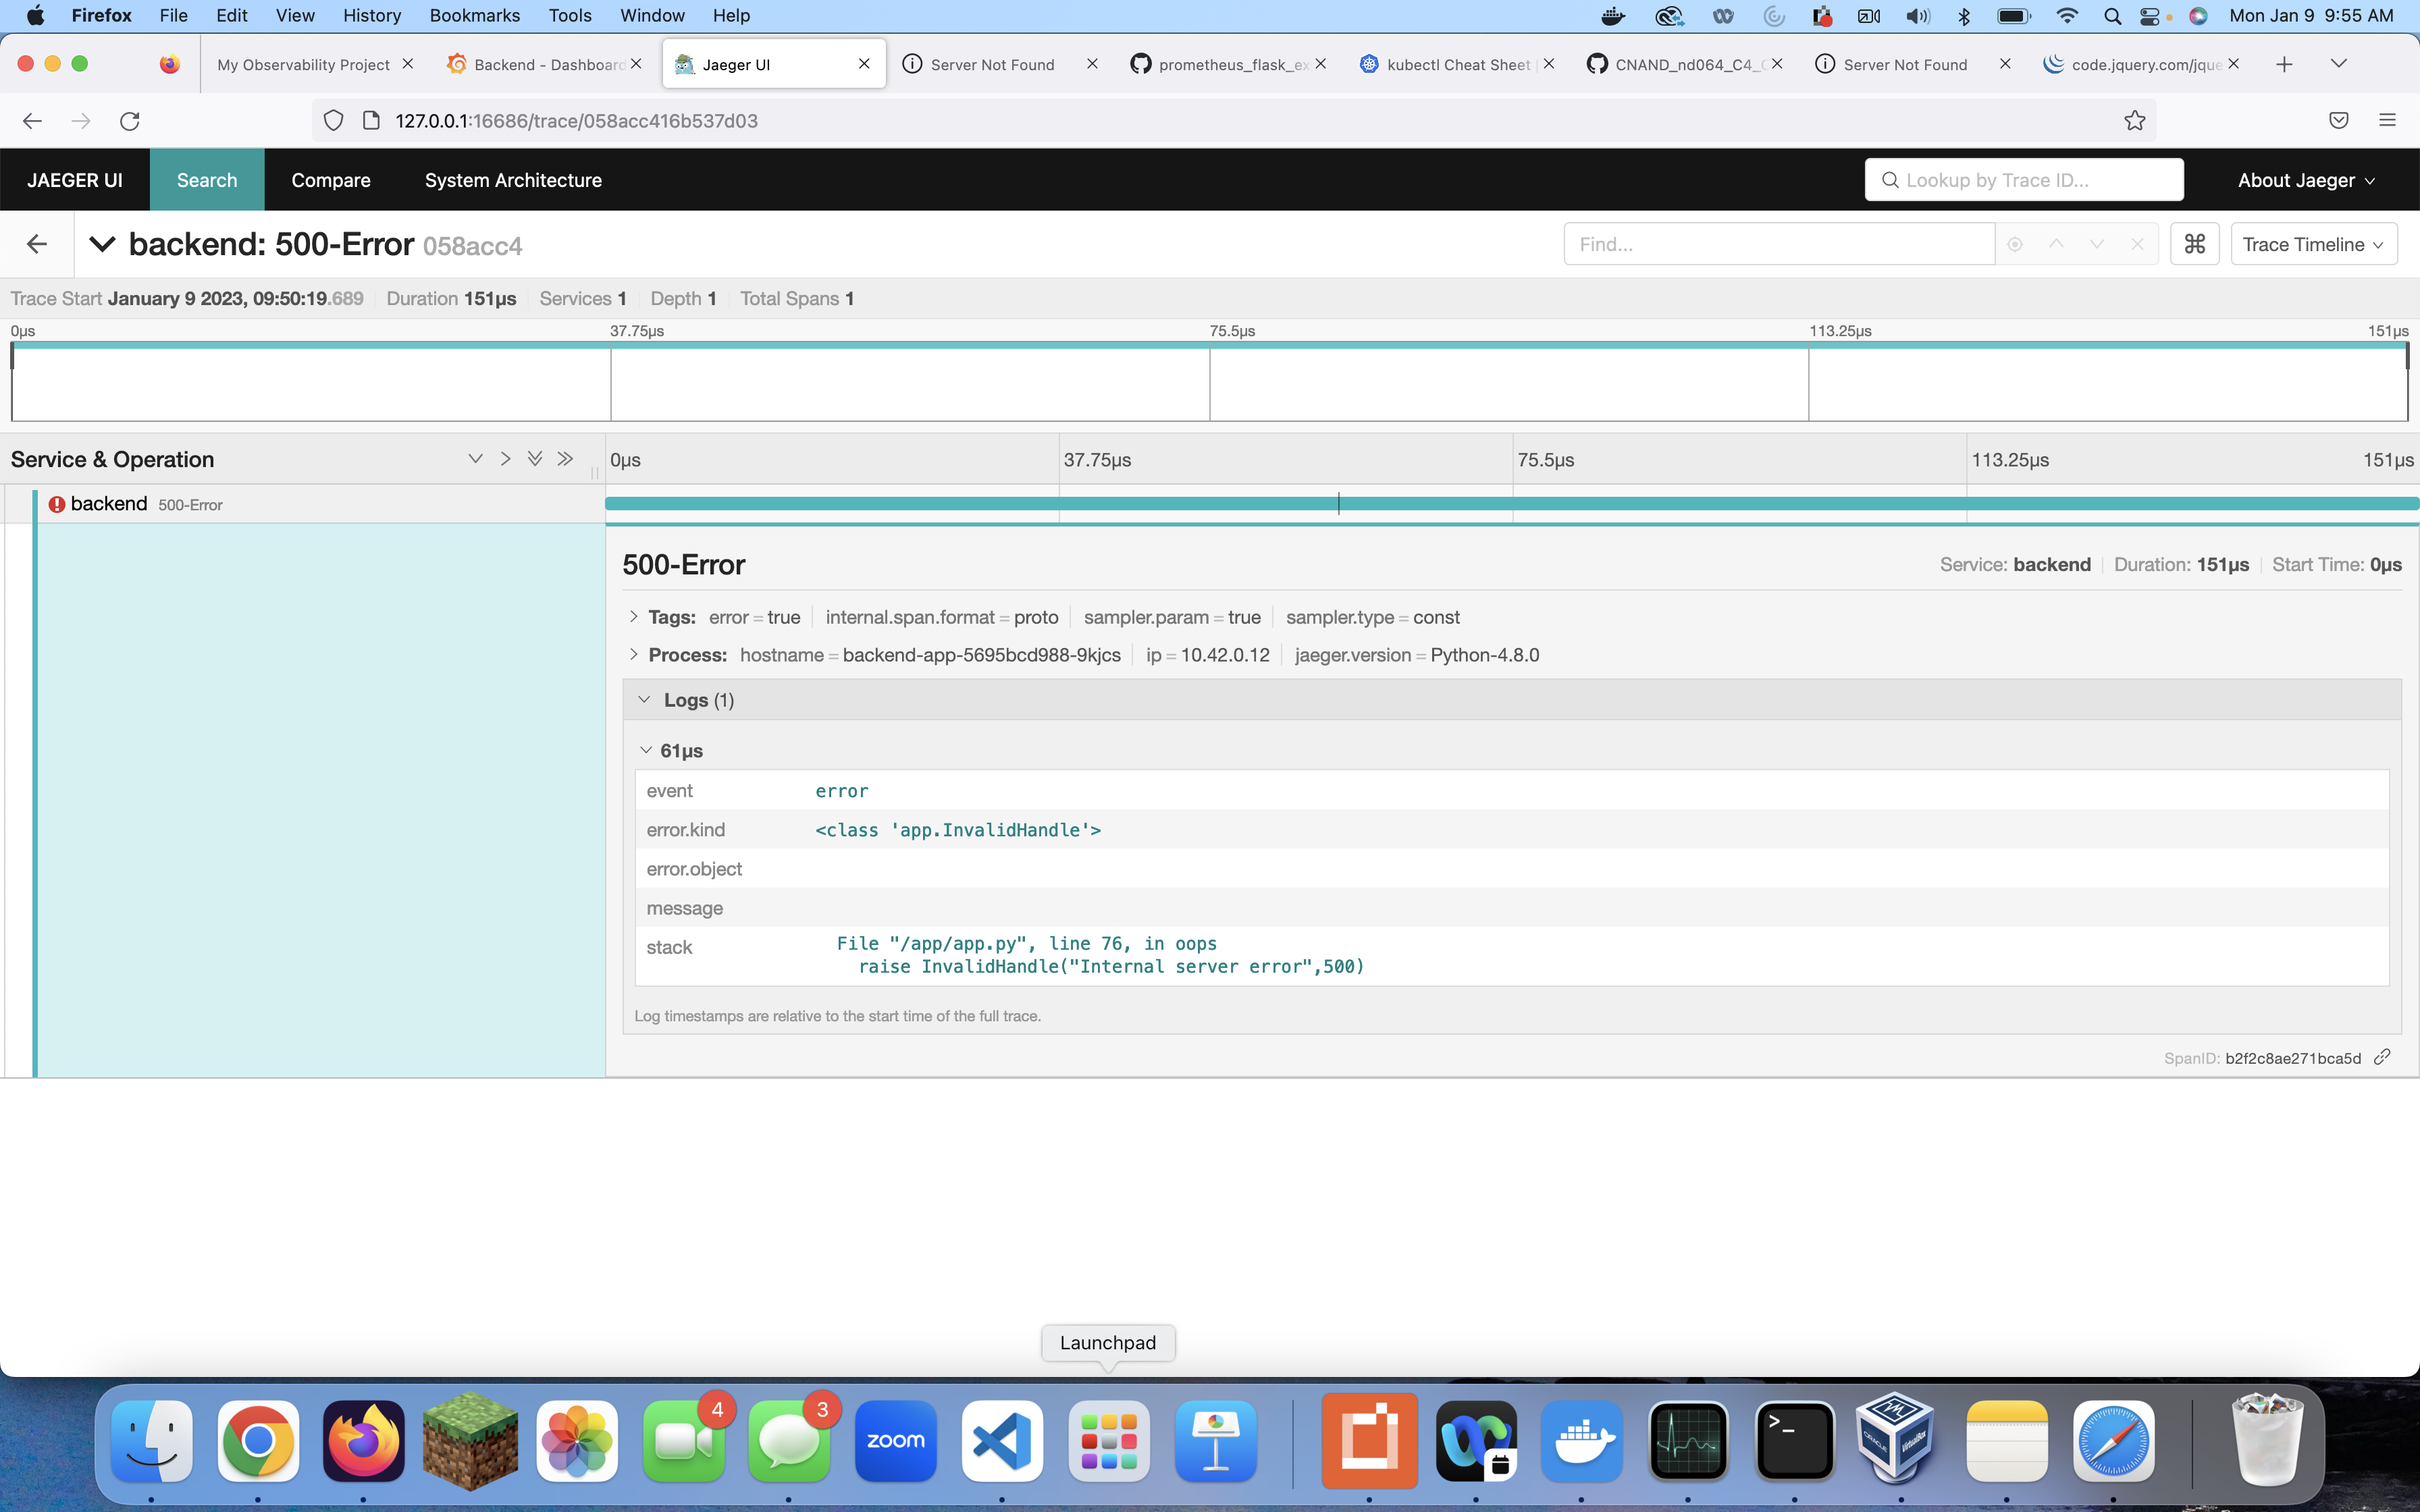 Firefox File Edit View History Bookmarks Tools Window Help Mon Jan 9 9:55 AM
My Observability Project Backend - Dashboard Jaeger UI Server Not Found prometheus_flask_ex kubectl Cheat Sheet CNAND_nd064_C4_ Server Not Found code.jquery.com/jque
127.0.0.1:16686/trace/058acc416b537d03
JAEGER UI Search Compare System Architecture Lookup by Trace ID... About Jaeger
backend: 500-Error 058acc4 Find... Trace Timeline
Trace Start January 9 2023, 09:50:19.689 Duration 151μs Services 1 Depth 1 Total Spans 1
0μs 37.75μs 75.5μs 113.25μs 151μs
Service & Operation 0μs 37.75μs 75.5μs 113.25μs 151μs
backend 500-Error
500-Error Service: backend Duration: 151μs Start Time: 0μs
Tags: error = true internal.span.format = proto sampler.param = true sampler.type = const
Process: hostname = backend-app-5695bcd988-9kjcs ip = 10.42.0.12 jaeger.version = Python-4.8.0
Logs (1)
61μs
event error
error.kind <class 'app.InvalidHandle'>
error.object
message
stack File "/app/app.py", line 76, in oops
raise InvalidHandle("Internal server error",500)
Log timestamps are relative to the start time of the full trace.
SpanID: b2f2c8ae271bca5d
Launchpad
4 3
zoom